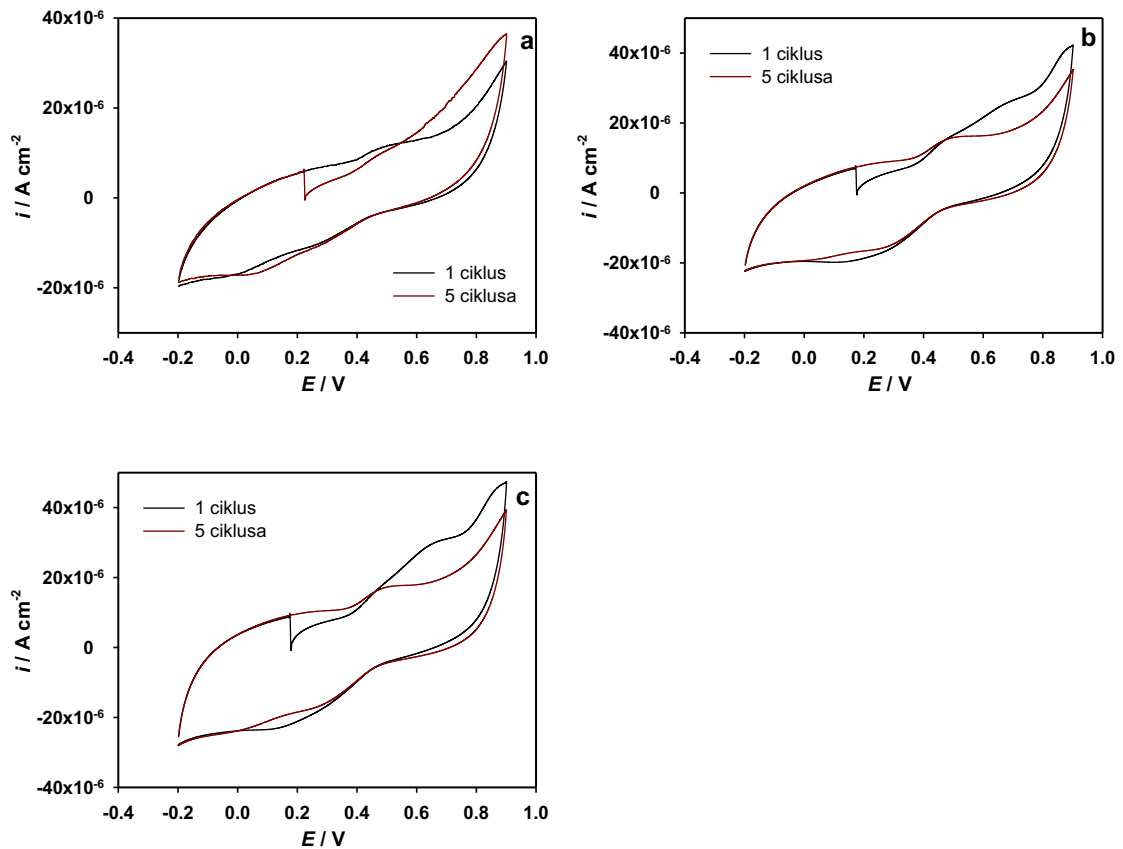 a
40x10⁻⁶
20x10⁻⁶
0
-20x10⁻⁶
i / A cm⁻²
1 ciklus
5 ciklusa
-0.4 -0.2 0.0 0.2 0.4 0.6 0.8 1.0
E / V
b
40x10⁻⁶
20x10⁻⁶
0
-20x10⁻⁶
-40x10⁻⁶
i / A cm⁻²
1 ciklus
5 ciklusa
-0.4 -0.2 0.0 0.2 0.4 0.6 0.8 1.0
E / V
c
40x10⁻⁶
20x10⁻⁶
0
-20x10⁻⁶
-40x10⁻⁶
i / A cm⁻²
1 ciklus
5 ciklusa
-0.4 -0.2 0.0 0.2 0.4 0.6 0.8 1.0
E / V